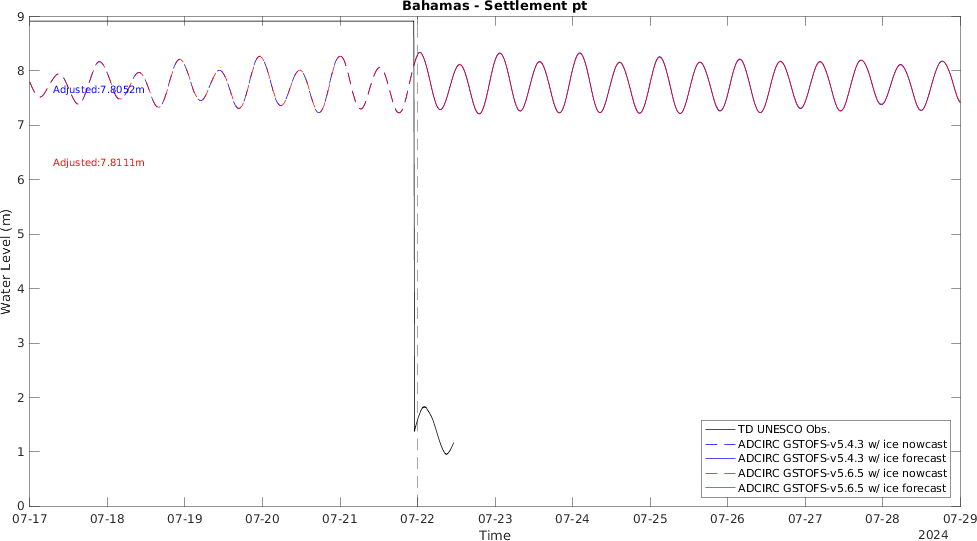 Bahamas - Settlement pt
9
8
7
6
5
4
3
2
1
0
Water Level (m)
Adjusted:7.8052m
Adjusted:7.8111m
TD UNESCO Obs.
ADCIRC GSTOFS-v5.4.3 w/ ice nowcast
ADCIRC GSTOFS-v5.4.3 w/ ice forecast
ADCIRC GSTOFS-v5.6.5 w/ ice nowcast
ADCIRC GSTOFS-v5.6.5 w/ ice forecast
07-17 07-18 07-19 07-20 07-21 07-22 07-23 07-24 07-25 07-26 07-27 07-28 07-29
Time
2024